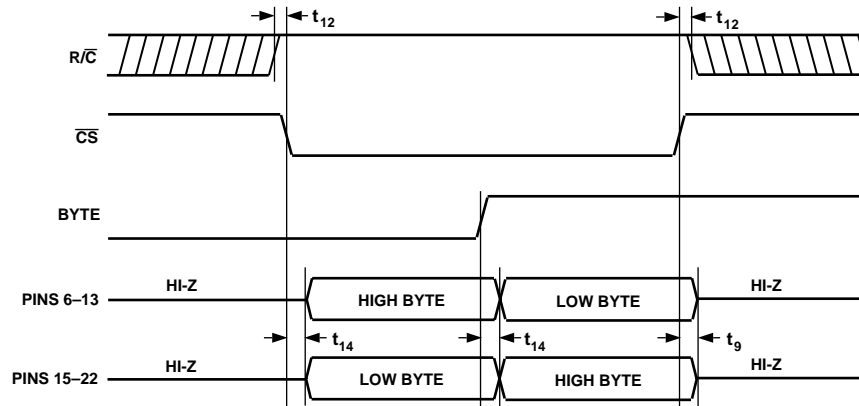 t12 t12
R/C̅
C̅S̅
BYTE
HI-Z HI-Z
PINS 6–13 HIGH BYTE LOW BYTE
t14 t14 t9
HI-Z HI-Z
PINS 15–22 LOW BYTE HIGH BYTE